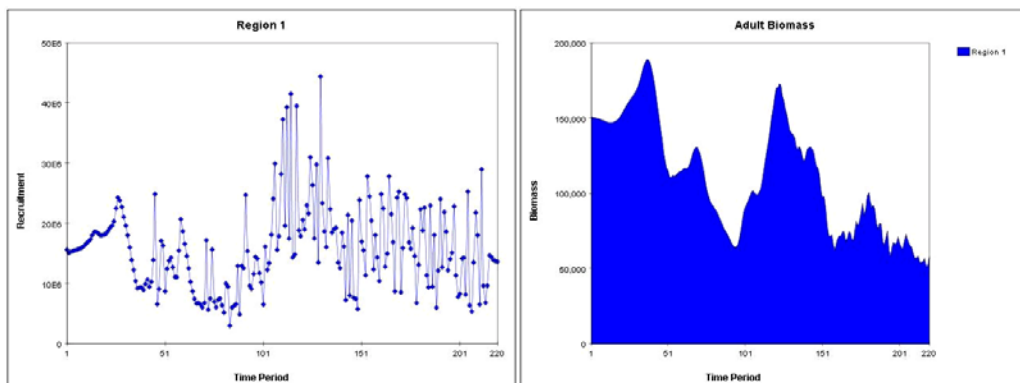 Region 1
50E6
40E6
30E6
20E6
10E6
0
Recruitment
1 51 101 151 201 220
Time Period
Adult Biomass
200,000
150,000
100,000
50,000
0
Biomass
1 51 101 151 201 220
Time Period
Region 1